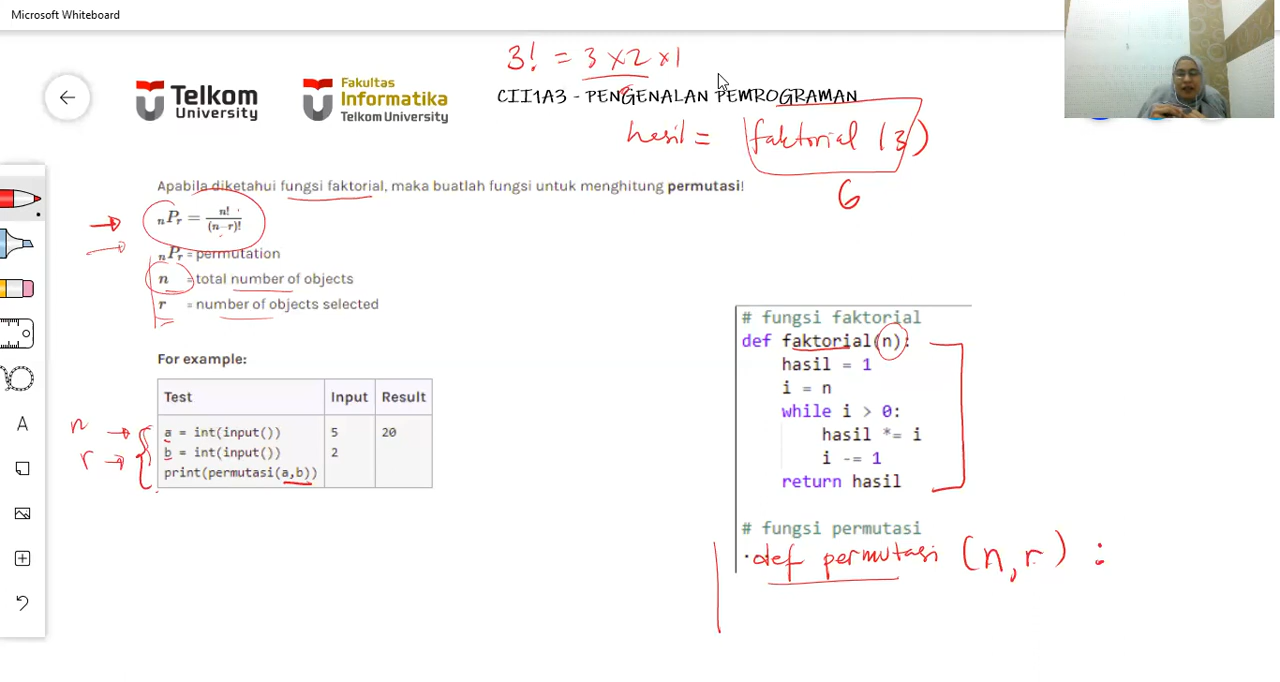 Microsoft Whiteboard
3! = 3 x 2 x 1
Telkom
University
Fakultas
Informatika
Telkom University
CII1A3 - PENGENALAN PEMROGRAMAN
hasil = faktorial (3)
6
Apabila diketahui fungsi faktorial, maka buatlah fungsi untuk menghitung permutasi!
nPr = n! / (n−r)!
nPr = permutation
n = total number of objects
r = number of objects selected
For example:
Test Input Result
n a = int(input()) 5 20
r b = int(input()) 2
print(permutasi(a,b))
# fungsi faktorial
def faktorial(n):
hasil = 1
i = n
while i > 0:
hasil *= i
i -= 1
return hasil
# fungsi permutasi
def permutasi (n,r) :
A